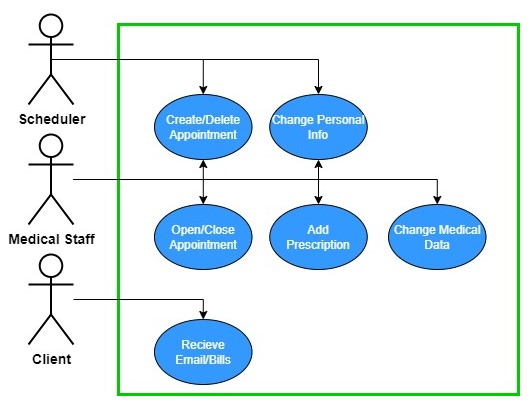 Scheduler
Create/Delete
Appointment
Change Personal
Info
Medical Staff
Open/Close
Appointment
Add
Prescription
Change Medical
Data
Client
Recieve
Email/Bills